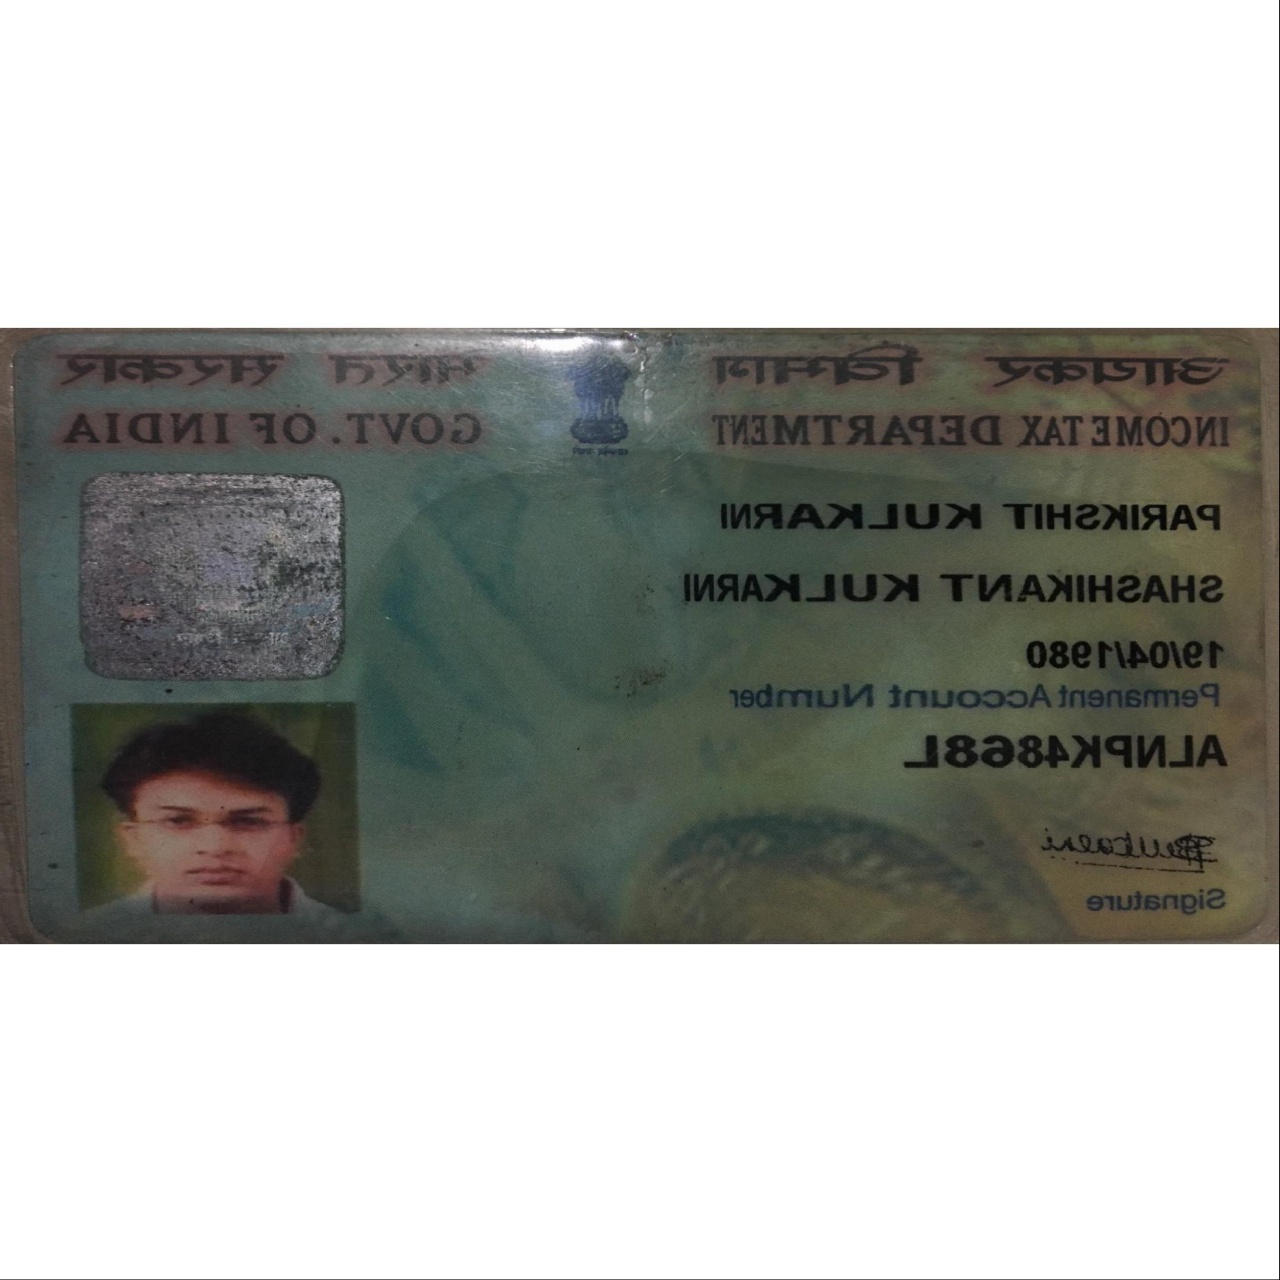 आयकर विभाग
INCOME TAX DEPARTMENT
भारत सरकार
GOVT. OF INDIA
PARIKSHIT KULKARNI
SHASHIKANT KULKARNI
19/04/1980
Permanent Account Number
ALNPK4868L
Signature